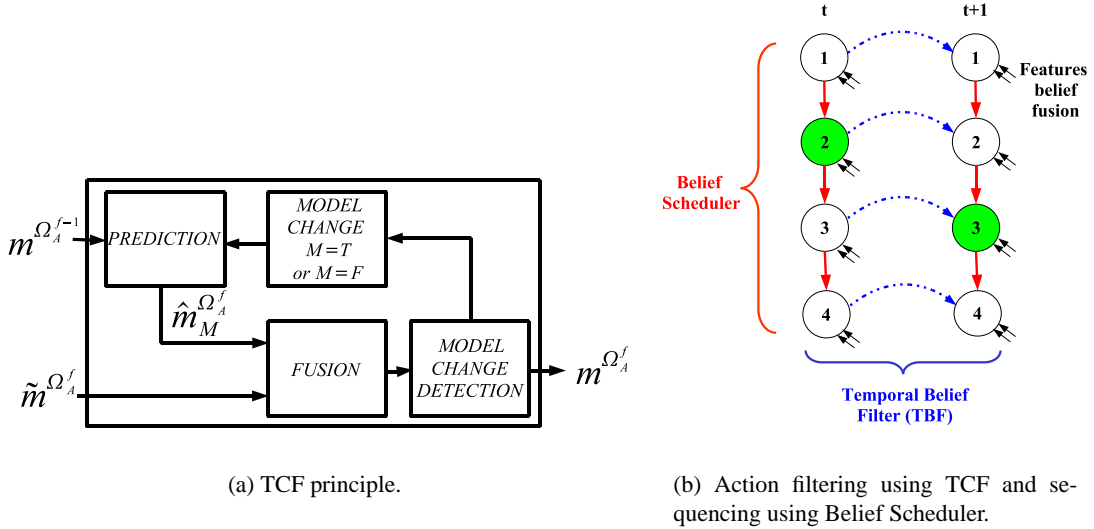 m^{Ω_A^{f-1}}
PREDICTION
MODEL
CHANGE
M=T
or M=F
\hat{m}_M^{Ω_A^f}
FUSION
MODEL
CHANGE
DETECTION
m^{Ω_A^f}
\tilde{m}^{Ω_A^f}
(a) TCF principle.
t
t+1
1
1
Features
belief
fusion
2
2
Belief
Scheduler
3
3
4
4
Temporal Belief
Filter (TBF)
(b) Action filtering using TCF and se-
quencing using Belief Scheduler.